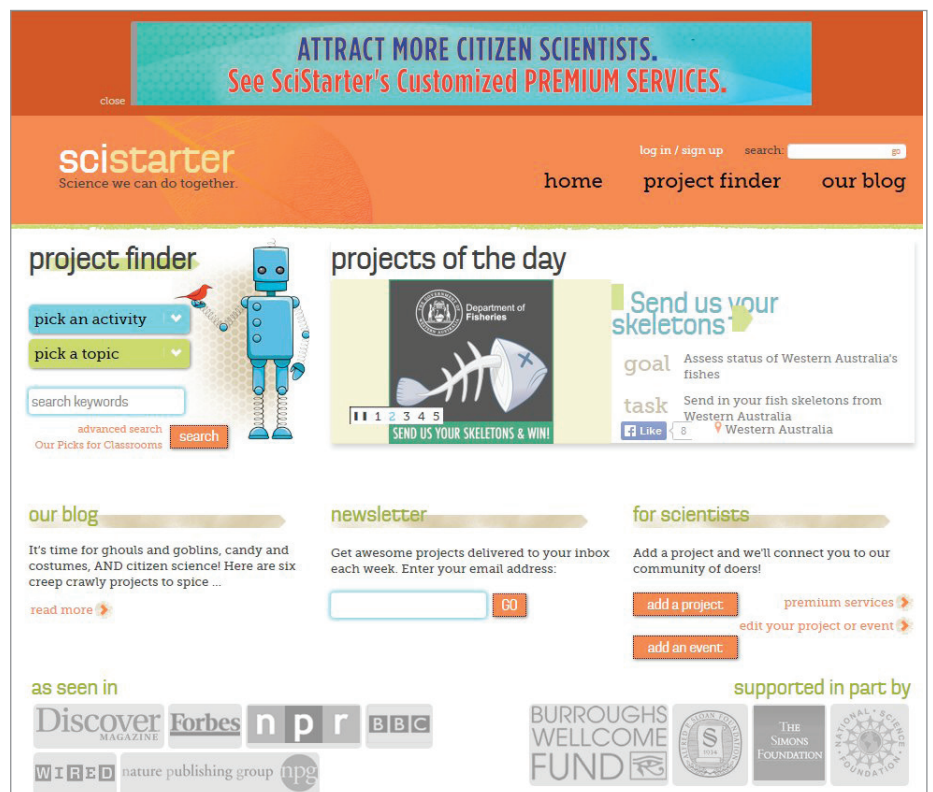 ATTRACT MORE CITIZEN SCIENTISTS.
See SciStarter's Customized PREMIUM SERVICES.
close
scistarter
Science we can do together.
log in / sign up
search:
go
home
project finder
our blog
project finder
pick an activity
pick a topic
search keywords
advanced search
Our Picks for Classrooms
search
projects of the day
Department of
Fisheries
1 2 3 4 5
SEND US YOUR SKELETONS & WIN!
Send us your
skeletons
goal
Assess status of Western Australia's
fishes
task
Send in your fish skeletons from
Western Australia
Like
8
Western Australia
our blog
It's time for ghouls and goblins, candy and
costumes, AND citizen science! Here are six
creep crawly projects to spice ...
read more
newsletter
Get awesome projects delivered to your inbox
each week. Enter your email address:
GO
for scientists
Add a project and we'll connect you to our
community of doers!
add a project
premium services
edit your project or event
add an event
as seen in
DISCOVER
MAGAZINE
Forbes
npr
BBC
WIRED
nature publishing group npg
supported in part by
BURROUGHS
WELLCOME
FUND
S
1934
THE
SIMONS
FOUNDATION
NATIONAL SCIENCE
FOUNDATION